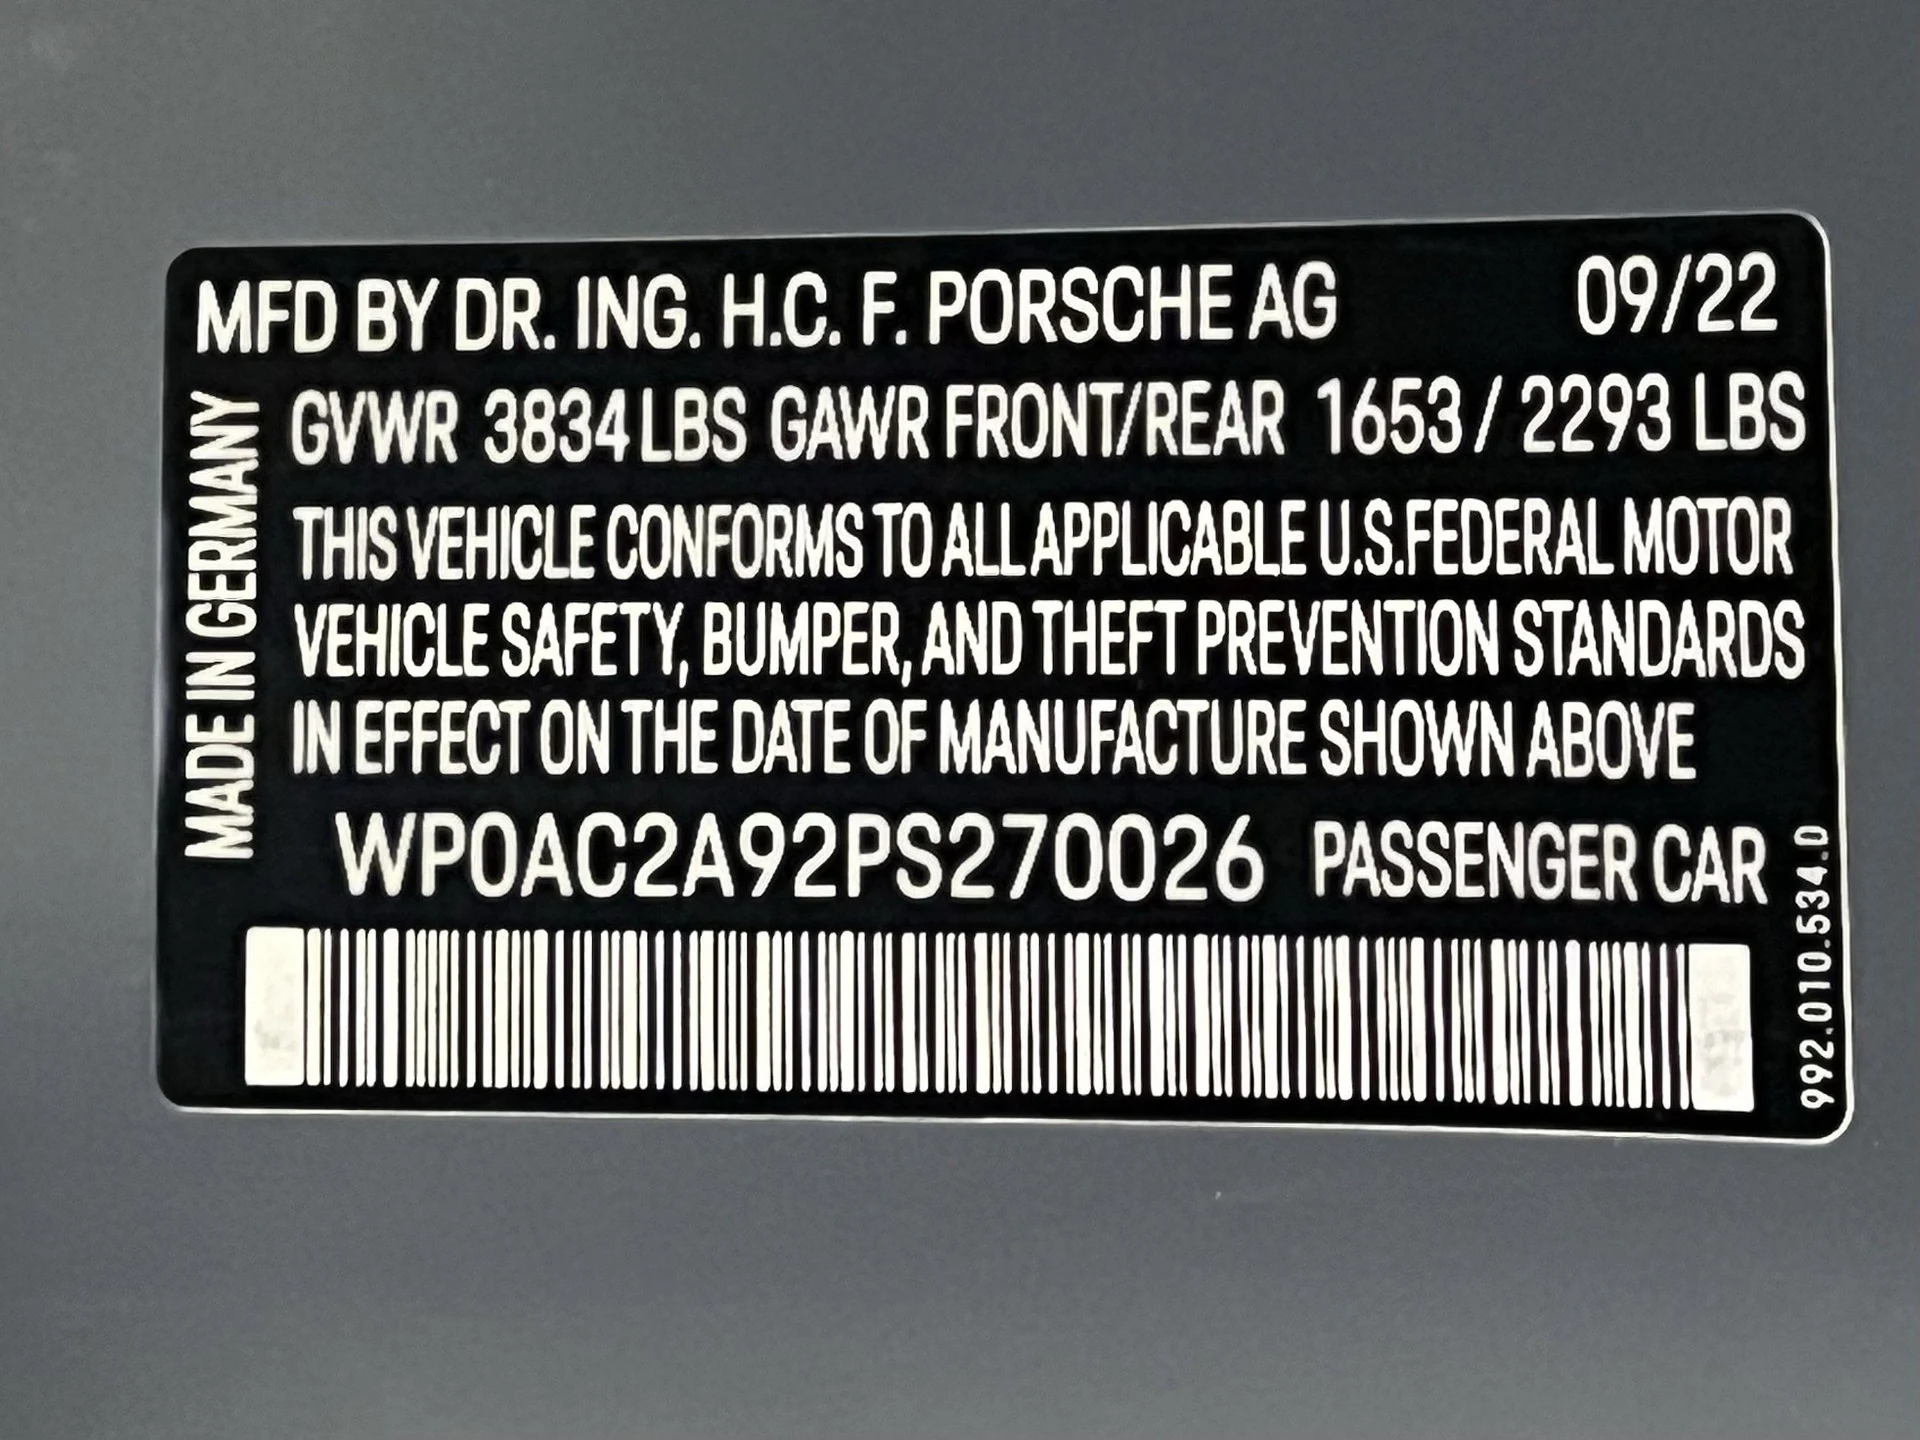 MFD BY DR. ING. H.C. F. PORSCHE AG 09/22
GVWR 3834 LBS GAWR FRONT/REAR 1653 / 2293 LBS
THIS VEHICLE CONFORMS TO ALL APPLICABLE U.S.FEDERAL MOTOR
VEHICLE SAFETY, BUMPER, AND THEFT PREVENTION STANDARDS
IN EFFECT ON THE DATE OF MANUFACTURE SHOWN ABOVE
WP0AC2A92PS270026 PASSENGER CAR
MADE IN GERMANY
992.010.534.0